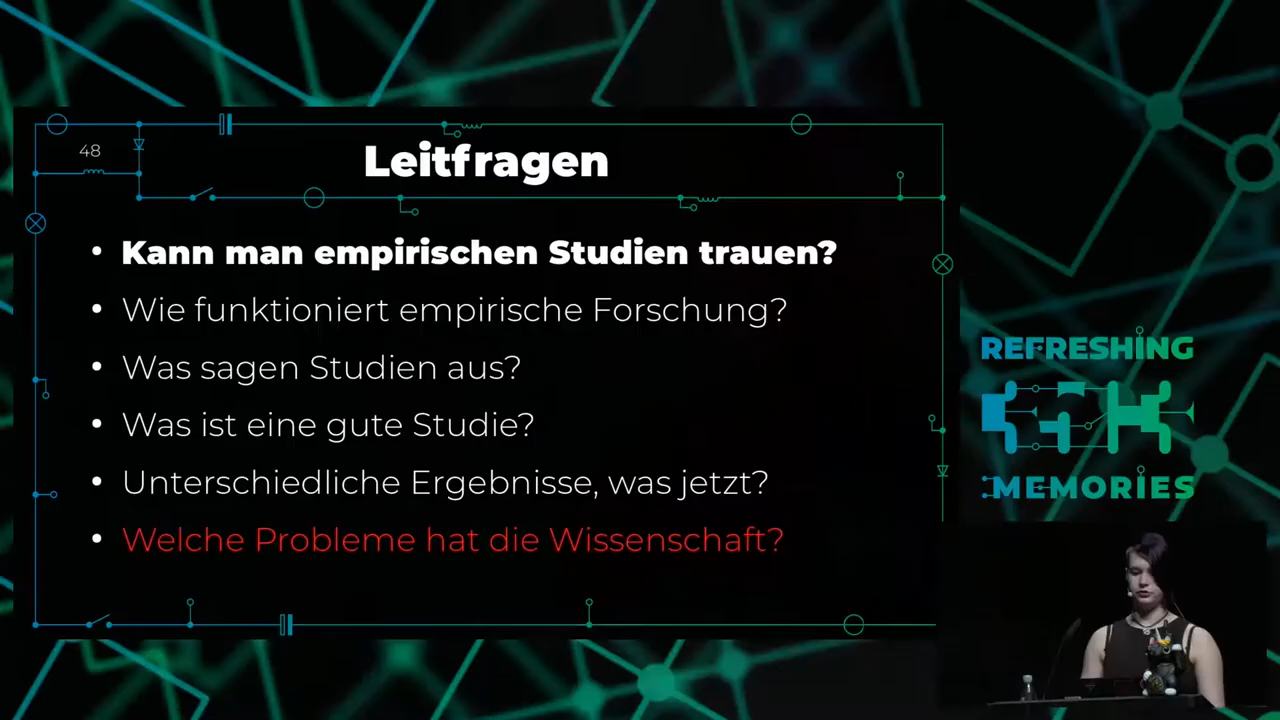 48
Leitfragen
• Kann man empirischen Studien trauen?
• Wie funktioniert empirische Forschung?
• Was sagen Studien aus?
• Was ist eine gute Studie?
• Unterschiedliche Ergebnisse, was jetzt?
• Welche Probleme hat die Wissenschaft?
REFRESHING
MEMORIES